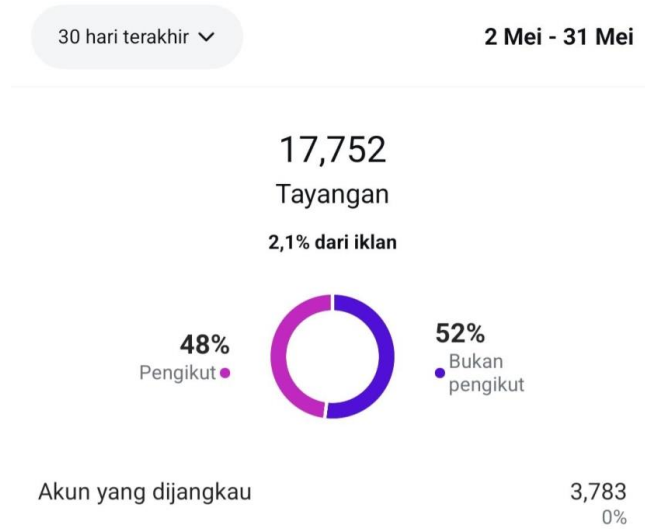 30 hari terakhir
2 Mei - 31 Mei
17,752
Tayangan
2,1% dari iklan
48%
Pengikut
52%
Bukan
pengikut
Akun yang dijangkau
3,783
0%